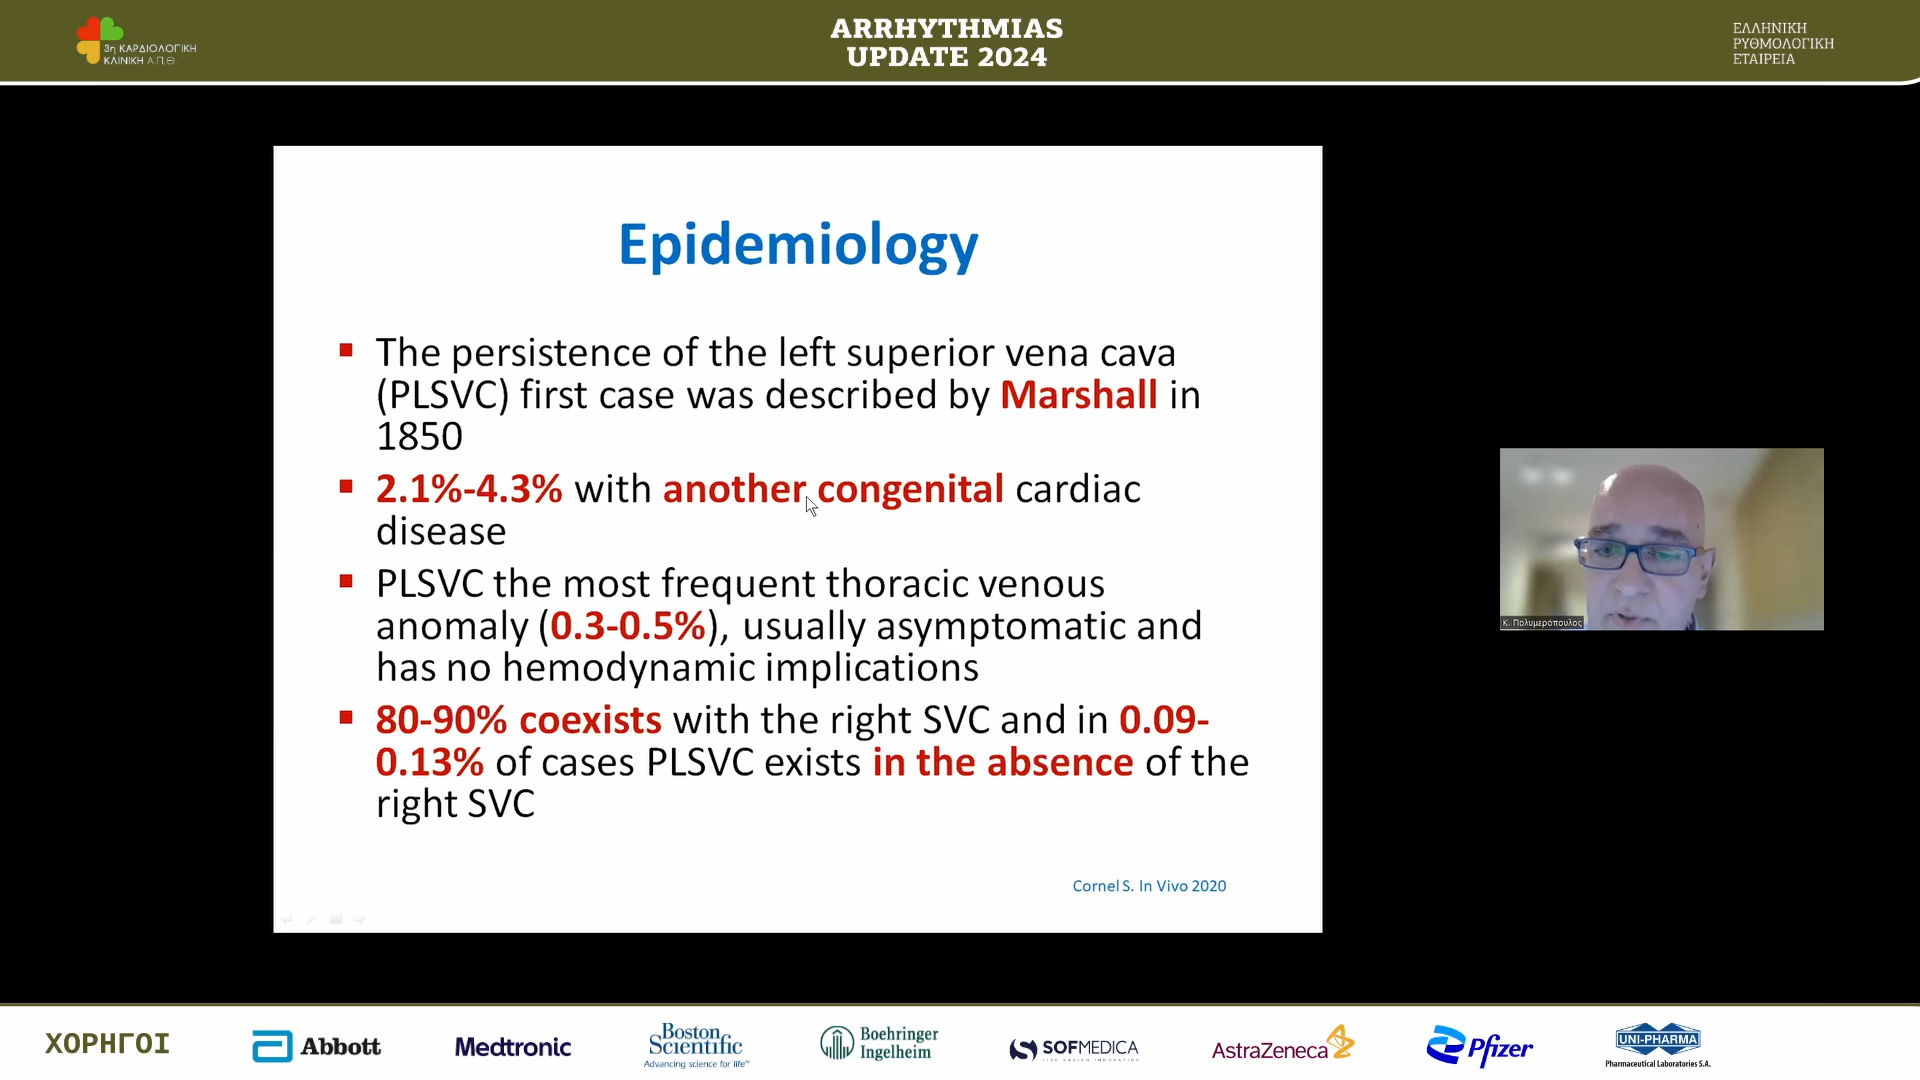 3η ΚΑΡΔΙΟΛΟΓΙΚΗ
ΚΛΙΝΙΚΗ Α.Π.Θ.
ARRHYTHMIAS
UPDATE 2024
ΕΛΛΗΝΙΚΗ
ΡΥΘΜΟΛΟΓΙΚΗ
ΕΤΑΙΡΕΙΑ
Epidemiology
▪ The persistence of the left superior vena cava
(PLSVC) first case was described by Marshall in
1850
▪ 2.1%-4.3% with another congenital cardiac
disease
▪ PLSVC the most frequent thoracic venous
anomaly (0.3-0.5%), usually asymptomatic and
has no hemodynamic implications
▪ 80-90% coexists with the right SVC and in 0.09-
0.13% of cases PLSVC exists in the absence of the
right SVC
Cornel S. In Vivo 2020
Κ. Πολυμερόπουλος
ΧΟΡΗΓΟΙ
Abbott
Medtronic
Boston
Scientific
Advancing science for life™
Boehringer
Ingelheim
SOFMEDICA
AstraZeneca
Pfizer
UNI-PHARMA
Pharmaceutical Laboratories S.A.